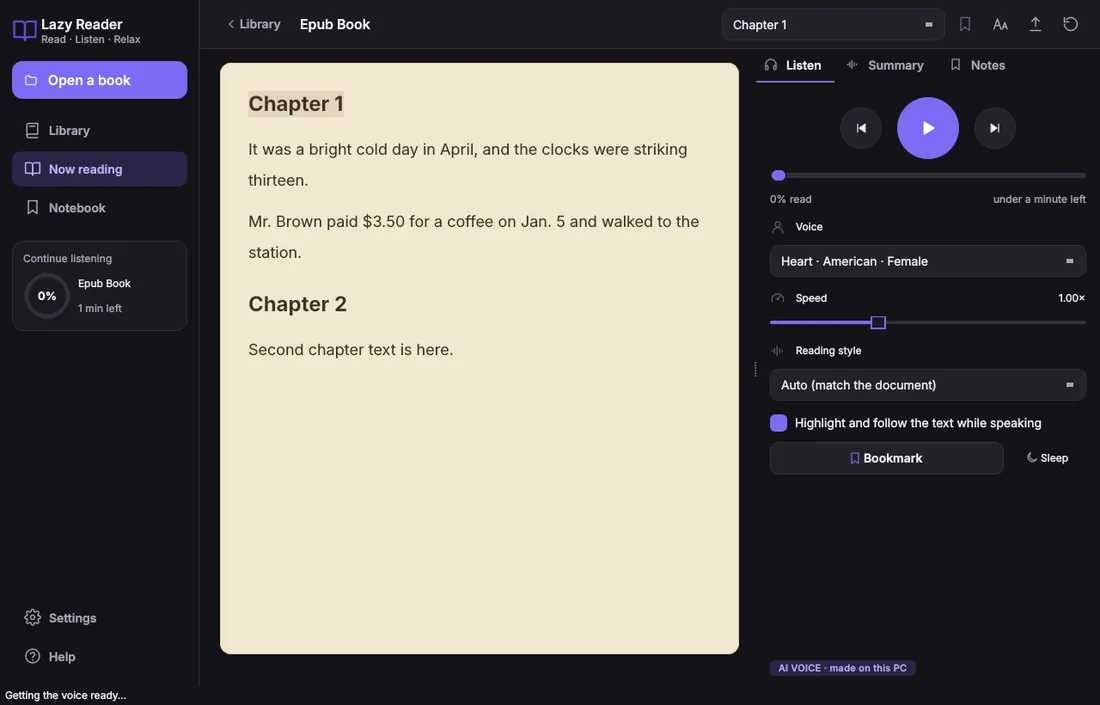 Lazy Reader
Read · Listen · Relax
Open a book
Library
Now reading
Notebook
Continue listening
0%
Epub Book
1 min left
Settings
Help
Getting the voice ready...
Library
Epub Book
Chapter 1
AA
Chapter 1
It was a bright cold day in April, and the clocks were striking
thirteen.
Mr. Brown paid $3.50 for a coffee on Jan. 5 and walked to the
station.
Chapter 2
Second chapter text is here.
Listen
Summary
Notes
0% read
under a minute left
Voice
Heart · American · Female
Speed
1.00×
Reading style
Auto (match the document)
Highlight and follow the text while speaking
Bookmark
Sleep
AI VOICE · made on this PC